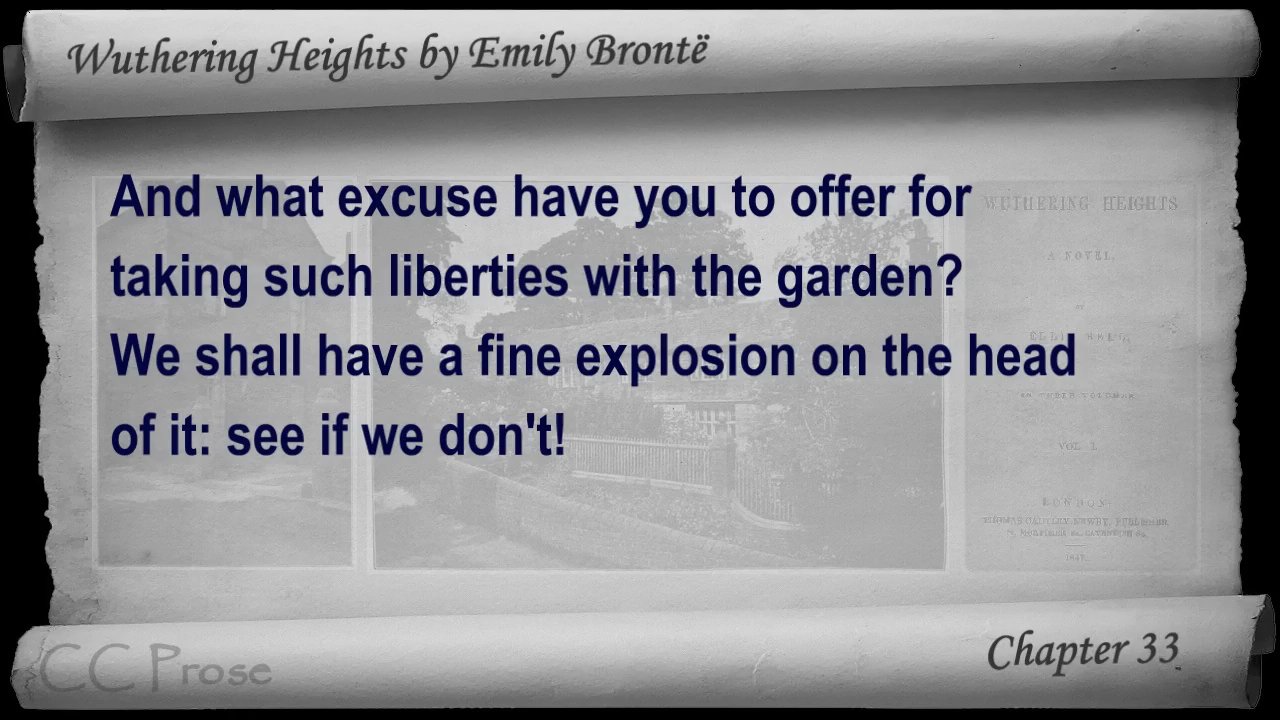 Wuthering Heights by Emily Brontë
And what excuse have you to offer for
taking such liberties with the garden?
We shall have a fine explosion on the head
of it: see if we don't!
WUTHERING HEIGHTS
A NOVEL,
VOL. I.
LONDON:
1847.
Chapter 33
CC Prose